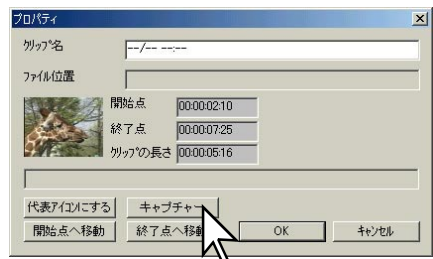 プロパティ
クリップ名
--/-- --:--
ファイル位置
開始点 00:00:02:10
終了点 00:00:07:25
クリップの長さ 00:00:05:16
代表アイコンにする キャプチャー
開始点へ移動 終了点へ移動 OK キャンセル